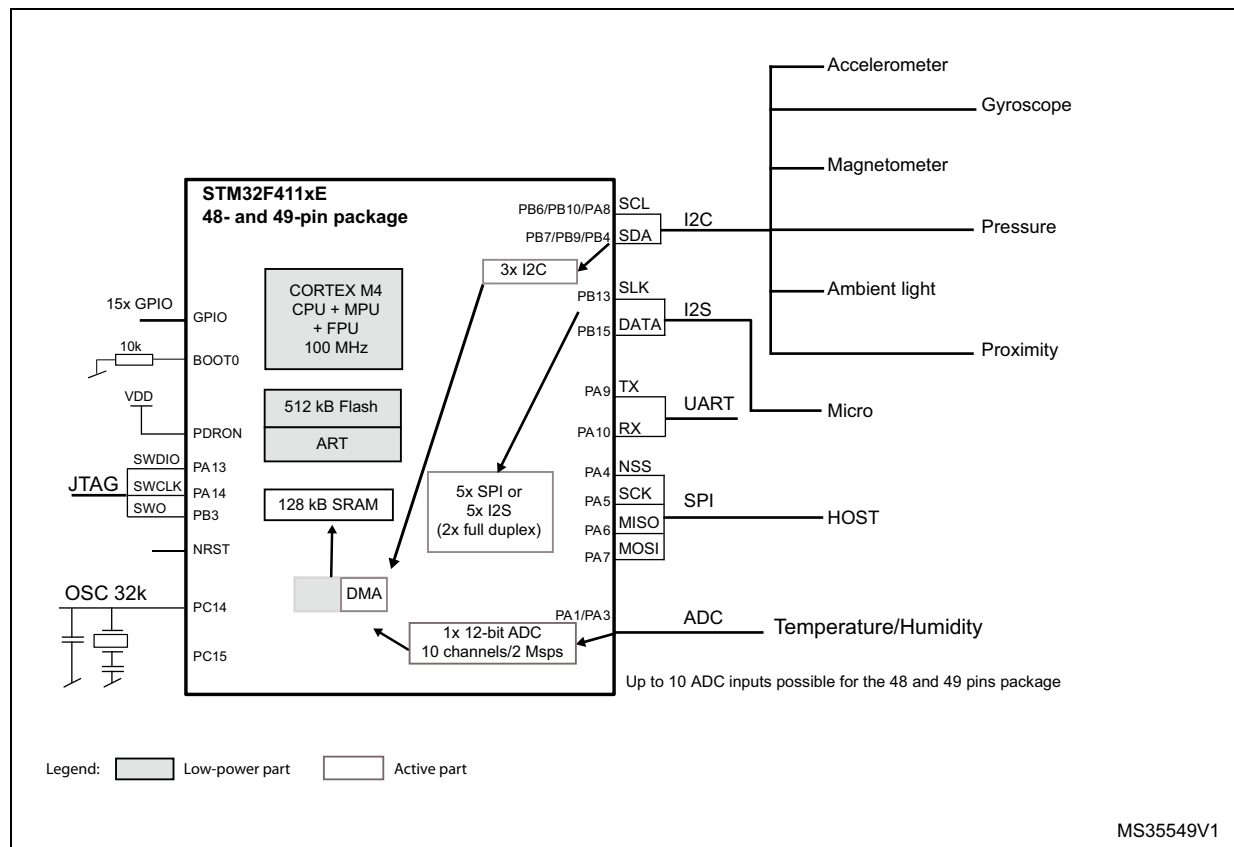 STM32F411xE
48- and 49-pin package
CORTEX M4
CPU + MPU
+ FPU
100 MHz
512 kB Flash
ART
128 kB SRAM
DMA
3x I2C
5x SPI or
5x I2S
(2x full duplex)
1x 12-bit ADC
10 channels/2 Msps
15x GPIO
GPIO
10k
BOOT0
VDD
PDRON
JTAG
SWDIO
PA13
SWCLK
PA14
SWO
PB3
NRST
OSC 32k
PC14
PC15
PB6/PB10/PA8
SCL
PB7/PB9/PB4
SDA
I2C
PB13
SLK
PB15
DATA
I2S
PA9
TX
PA10
RX
UART
PA4
NSS
PA5
SCK
PA6
MISO
PA7
MOSI
SPI
PA1/PA3
ADC
Accelerometer
Gyroscope
Magnetometer
Pressure
Ambient light
Proximity
Micro
HOST
Temperature/Humidity
Up to 10 ADC inputs possible for the 48 and 49 pins package
Legend:
Low-power part
Active part
MS35549V1